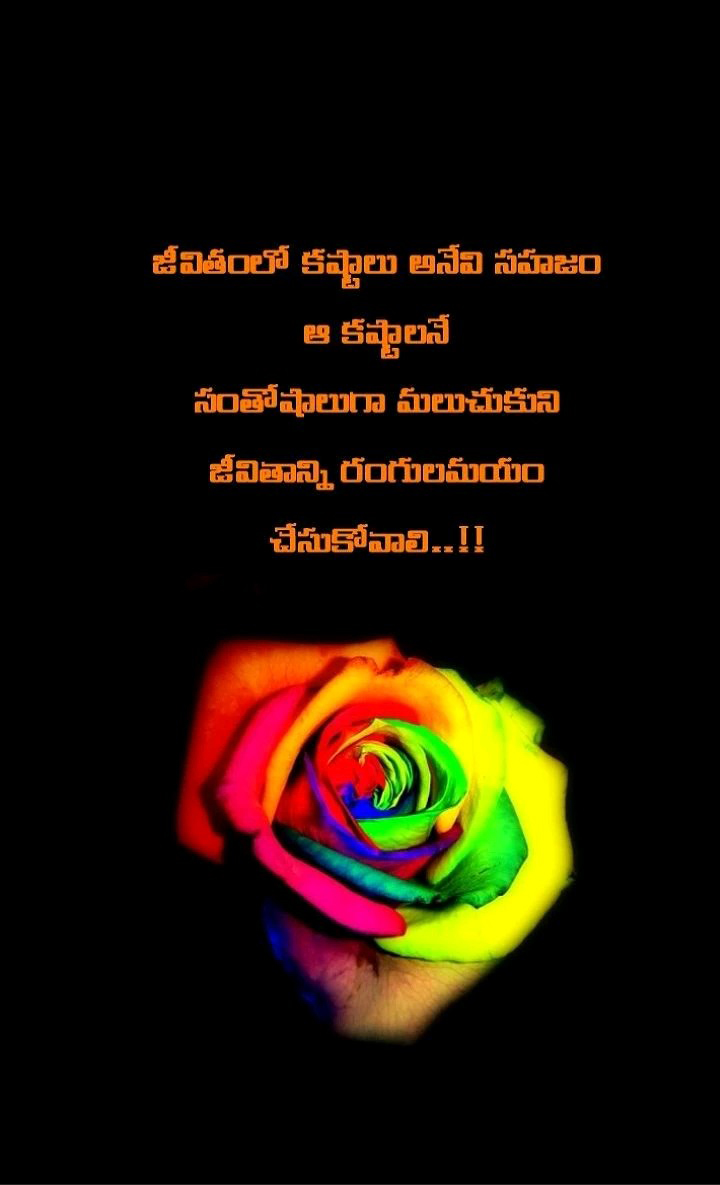 జీవితంలో కష్టాలు అనేవి సహజం
ఆ కష్టాలనే
సంతోషాలుగా మలుచుకుని
జీవితాన్ని రంగులమయం
చేసుకోవాలి..!!